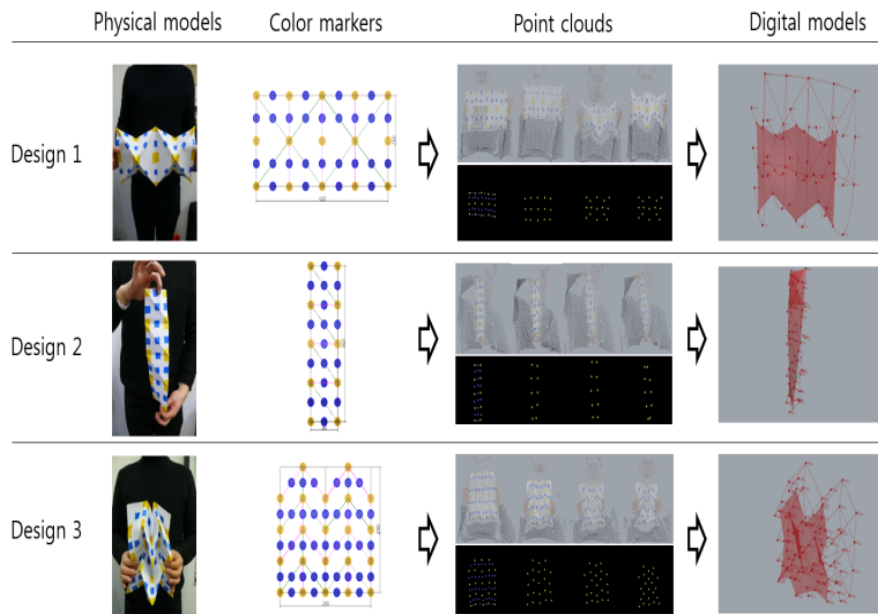 Physical models Color markers Point clouds Digital models
Design 1
Design 2
Design 3